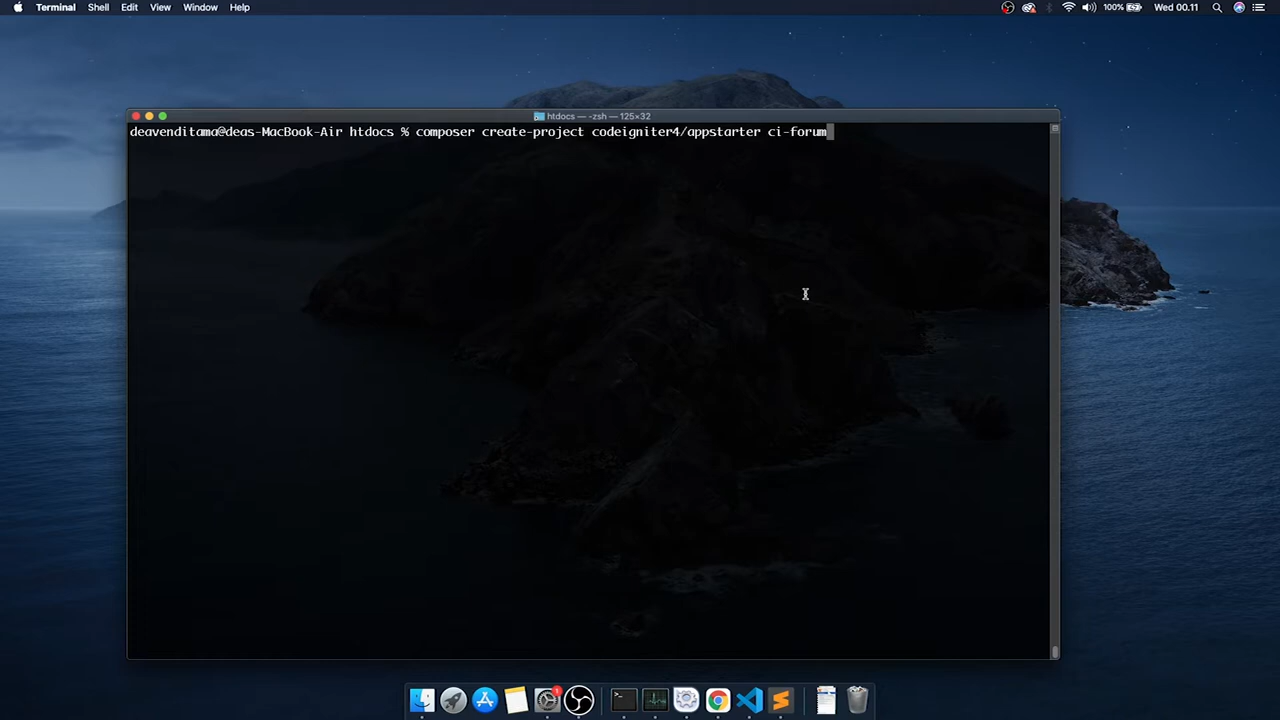 Terminal Shell Edit View Window Help 100% Wed 00.11
htdocs — -zsh — 125×32
deavenditama@deas-MacBook-Air htdocs % composer create-project codeigniter4/appstarter ci-forum
1